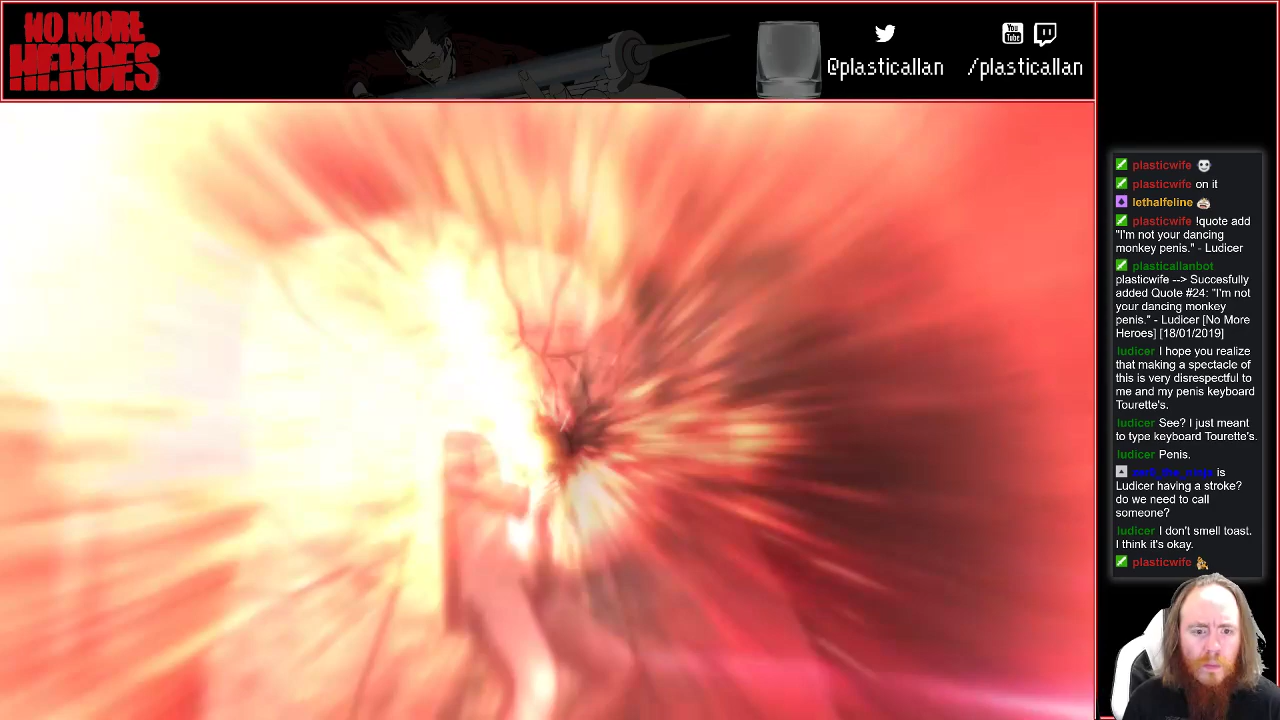 NO MORE
HEROES
@plasticallan
You Tube
/plasticallan
plasticwife
plasticwife on it
lethalfeline
plasticwife !quote add
"I'm not your dancing
monkey penis." - Ludicer
plasticallanbot
plasticwife --> Succesfully
added Quote #24: "I'm not
your dancing monkey
penis." - Ludicer [No More
Heroes] [18/01/2019]
ludicer I hope you realize
that making a spectacle of
this is very disrespectful to
me and my penis keyboard
Tourette's.
ludicer See? I just meant
to type keyboard Tourette's.
ludicer Penis.
is
Ludicer having a stroke?
do we need to call
someone?
ludicer I don't smell toast.
I think it's okay.
plasticwife